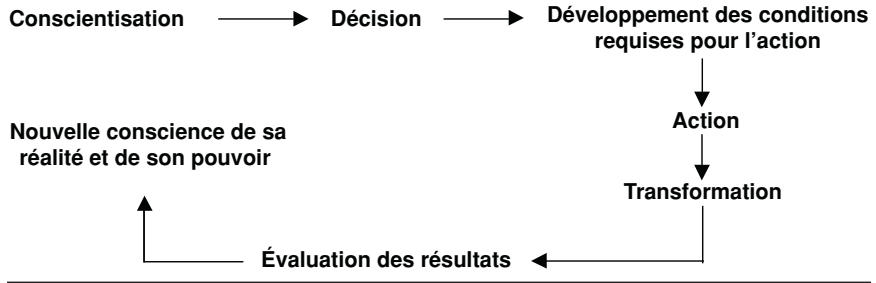 Conscientisation
Décision
Développement des conditions
requises pour l'action
Action
Transformation
Évaluation des résultats
Nouvelle conscience de sa
réalité et de son pouvoir